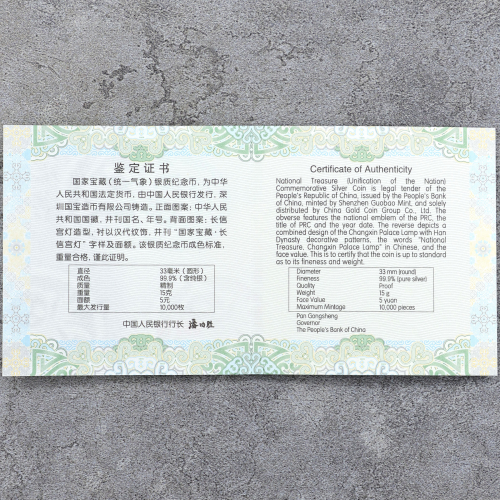 鉴定证书
国家宝藏(统一气象)银质纪念币,为中华
人民共和国法定货币,由中国人民银行发行,深
圳国宝造币有限公司铸造。正面图案:中华人民
共和国国徽,并刊国名、年号。背面图案:长信
宫灯造型,衬以汉代纹饰,并刊“国家宝藏·长
信宫灯”字样及面额。该银质纪念币成色标准,
重量合格,谨此证明。
直径 33毫米(圆形)
成色 99.9%(含纯银)
质量 精制
重量 15克
面额 5元
最大发行量 10,000枚
中国人民银行行长
Certificate of Authenticity
National Treasure (Unification of the Nation)
Commemorative Silver Coin is legal tender of the
People's Republic of China, issued by the People's Bank of
China, minted by Shenzhen Guobao Mint, and solely
distributed by China Gold Coin Group Co., Ltd. The
obverse features the national emblem of the PRC, the
title of PRC and the year date. The reverse depicts a
combined design of the Changxin Palace Lamp with Han
Dynasty decorative patterns, the words "National
Treasure, Changxin Palace Lamp" in Chinese, and the
face value. This is to certify that the coin is up to standard
as to its fineness and weight.
Diameter 33 mm (round)
Fineness 99.9% (pure silver)
Quality Proof
Weight 15 g
Face Value 5 yuan
Maximum Mintage 10,000 pieces
Pan Gongsheng
Governor
The People's Bank of China